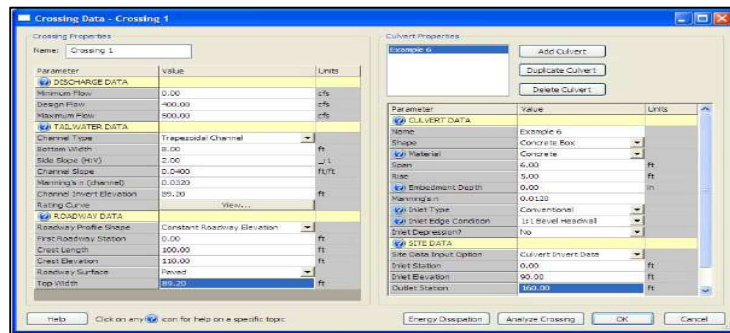 Crossing Data - Crossing 1
Crossing Properties
Name: Crossing 1
Parameter Value Units
DISCHARGE DATA
Minimum Flow 0.00 cfs
Design Flow 400.00 cfs
Maximum Flow 500.00 cfs
TAILWATER DATA
Channel Type Trapezoidal Channel
Bottom Width 8.00 ft
Side Slope (H:V) 2.00 _:1
Channel Slope 0.0400 ft/ft
Manning's n (channel) 0.0320
Channel Invert Elevation 89.20 ft
Rating Curve View...
ROADWAY DATA
Roadway Profile Shape Constant Roadway Elevation
First Roadway Station 0.00 ft
Crest Length 100.00 ft
Crest Elevation 110.00 ft
Roadway Surface Paved
Top Width 89.20 ft
Culvert Properties
Example 6
Add Culvert
Duplicate Culvert
Delete Culvert
Parameter Value Units
CULVERT DATA
Name Example 6
Shape Concrete Box
Material Concrete
Span 6.00 ft
Rise 5.00 ft
Embedment Depth 0.00 in
Manning's n 0.0120
Inlet Type Conventional
Inlet Edge Condition 1:1 Bevel Headwall
Inlet Depression? No
SITE DATA
Site Data Input Option Culvert Invert Data
Inlet Station 0.00 ft
Inlet Elevation 90.00 ft
Outlet Station 160.00 ft
Help Click on any icon for help on a specific topic Energy Dissipation Analyze Crossing OK Cancel